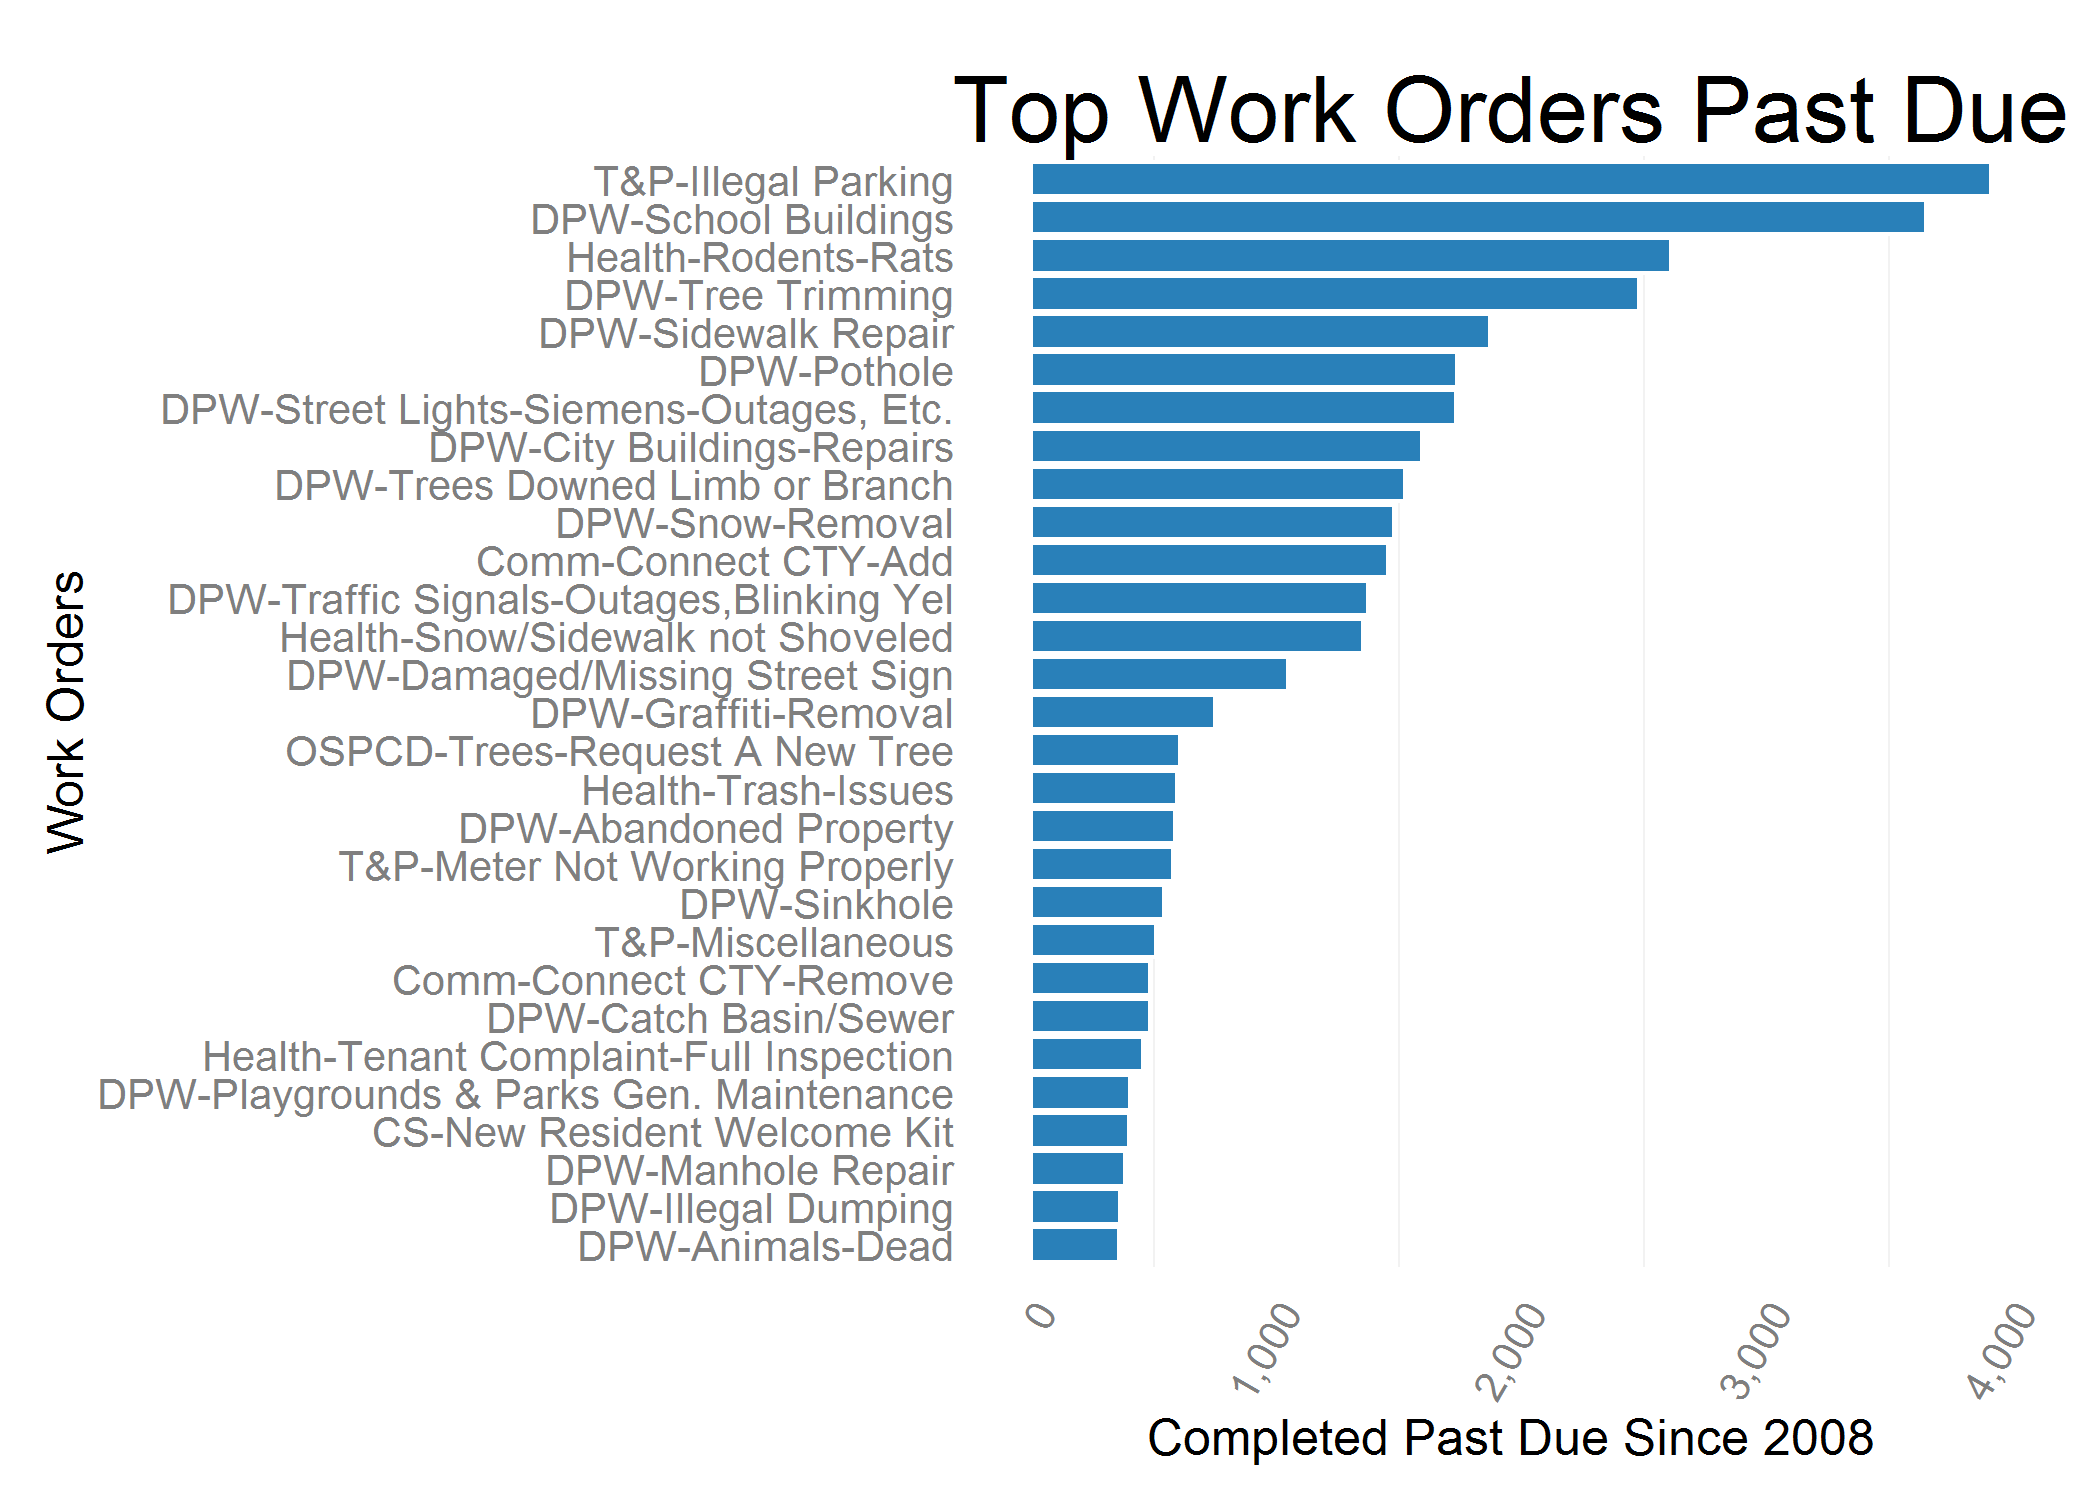 Top Work Orders Past Due
T&P-Illegal Parking
DPW-School Buildings
Health-Rodents-Rats
DPW-Tree Trimming
DPW-Sidewalk Repair
DPW-Pothole
DPW-Street Lights-Siemens-Outages, Etc.
DPW-City Buildings-Repairs
DPW-Trees Downed Limb or Branch
DPW-Snow-Removal
Comm-Connect CTY-Add
DPW-Traffic Signals-Outages,Blinking Yel
Health-Snow/Sidewalk not Shoveled
DPW-Damaged/Missing Street Sign
DPW-Graffiti-Removal
OSPCD-Trees-Request A New Tree
Health-Trash-Issues
DPW-Abandoned Property
T&P-Meter Not Working Properly
DPW-Sinkhole
T&P-Miscellaneous
Comm-Connect CTY-Remove
DPW-Catch Basin/Sewer
Health-Tenant Complaint-Full Inspection
DPW-Playgrounds & Parks Gen. Maintenance
CS-New Resident Welcome Kit
DPW-Manhole Repair
DPW-Illegal Dumping
DPW-Animals-Dead
Work Orders
0
1,000
2,000
3,000
4,000
Completed Past Due Since 2008